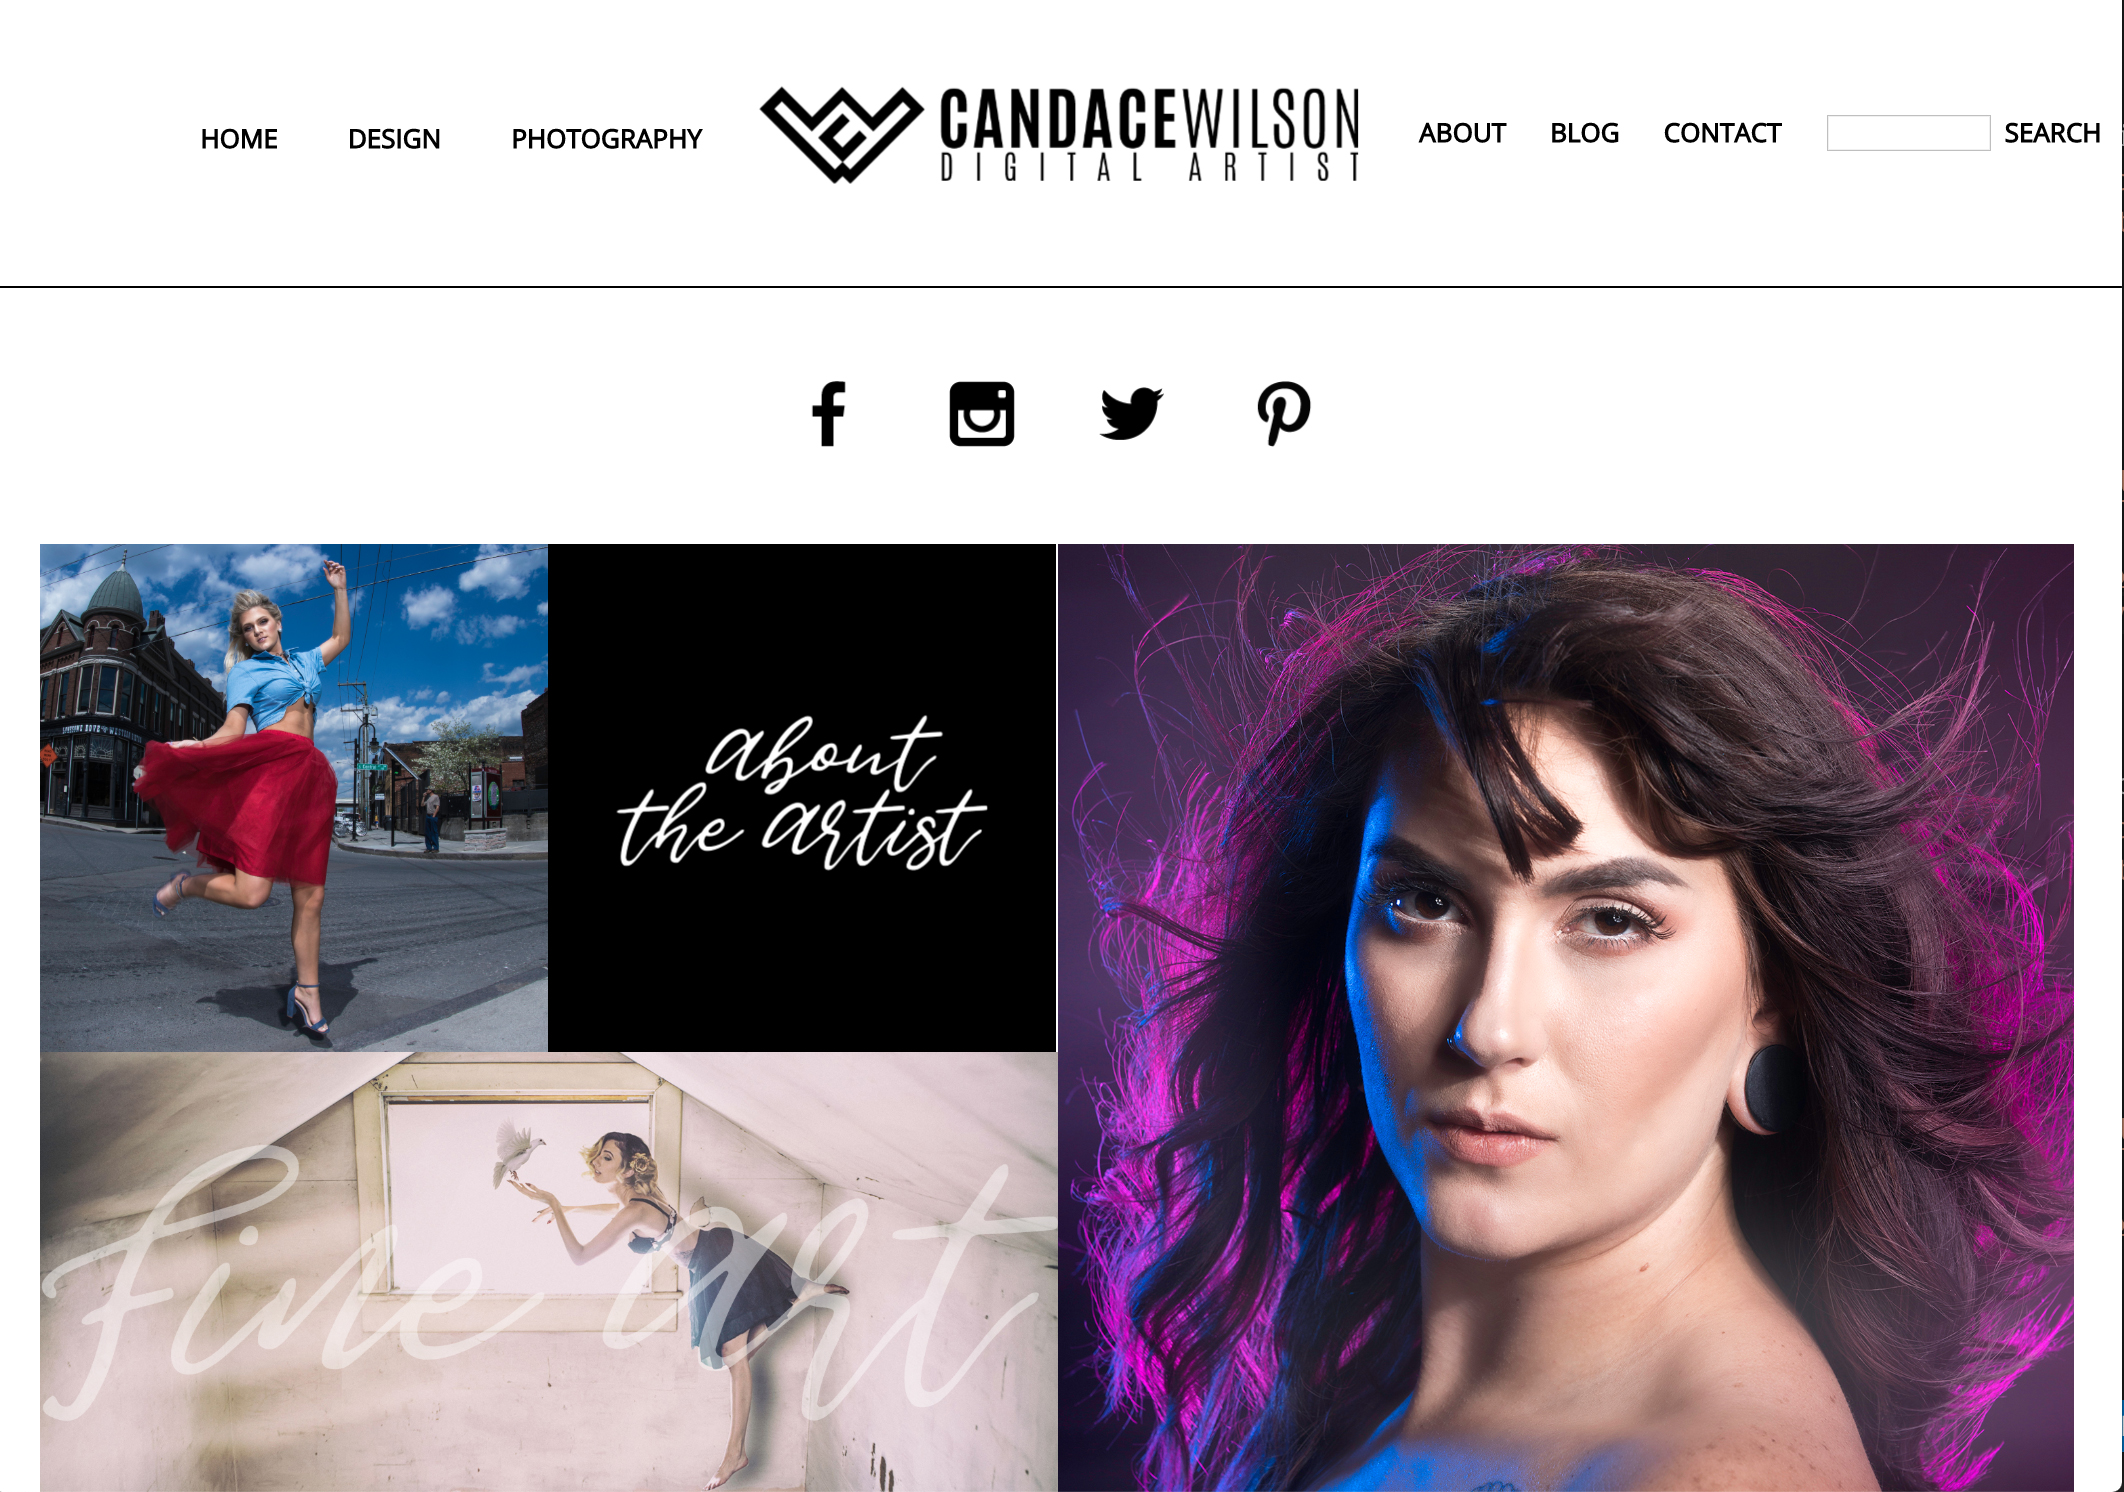 HOME
DESIGN
PHOTOGRAPHY
CANDACEWILSON
DIGITAL ARTIST
ABOUT
BLOG
CONTACT
SEARCH
about
the artist
fine art